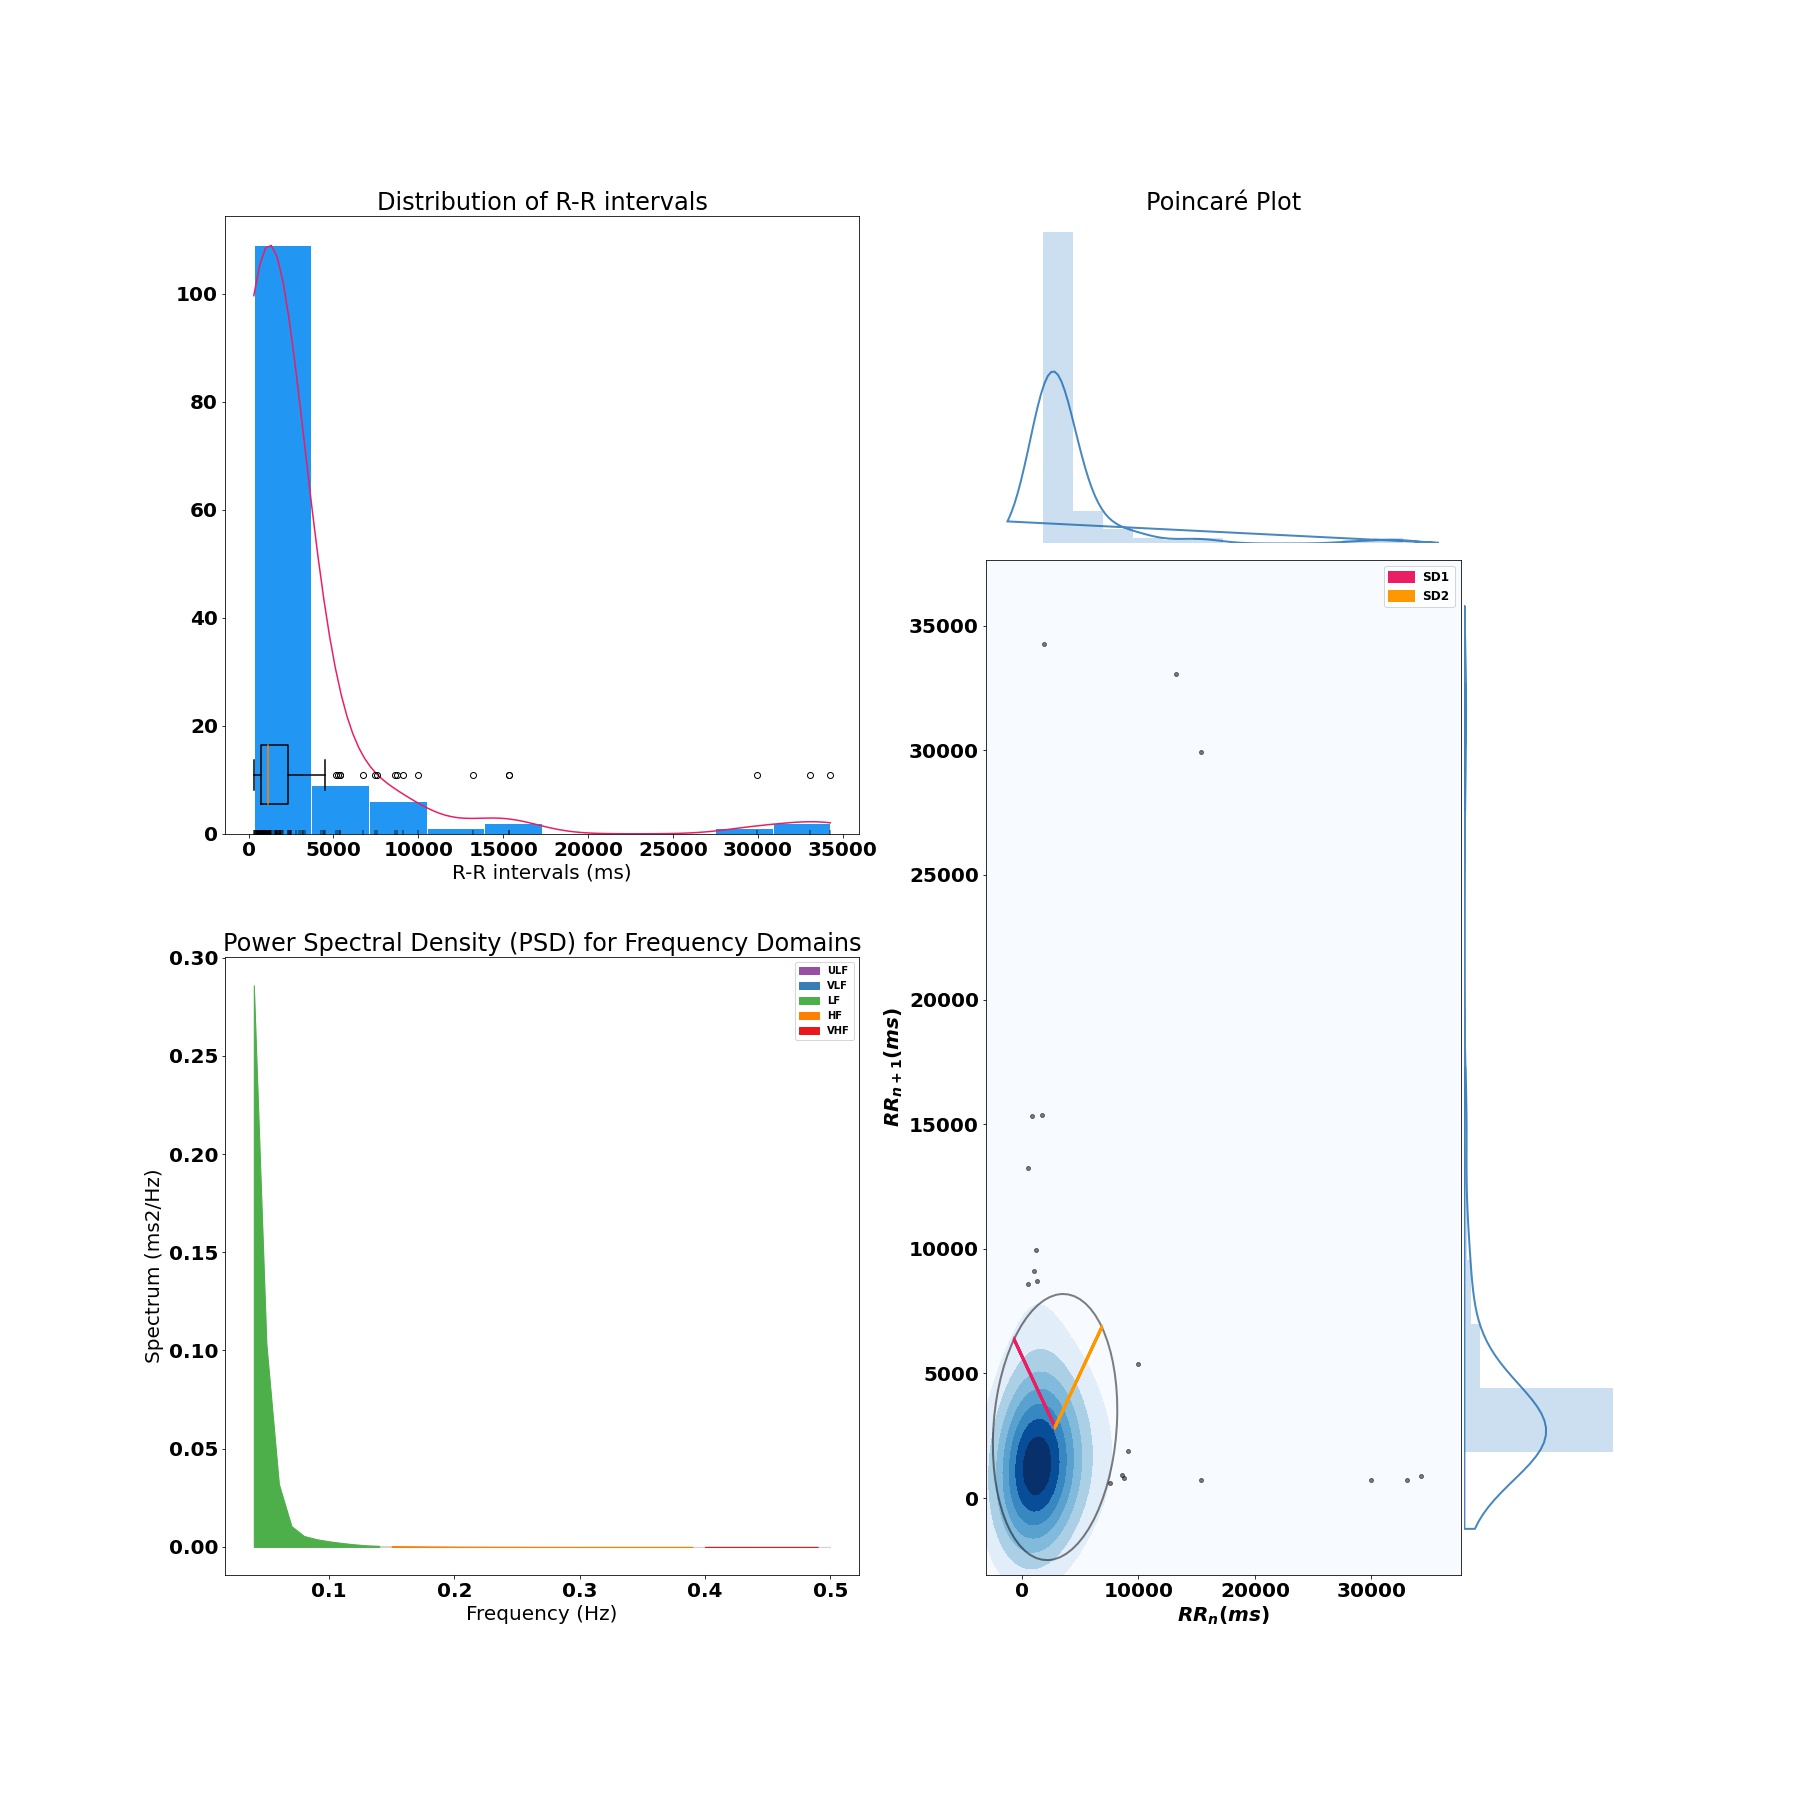 Distribution of R-R intervals
100
80
60
40
20
0
0 5000 10000 15000 20000 25000 30000 35000
R-R intervals (ms)
Power Spectral Density (PSD) for Frequency Domains
ULF
VLF
LF
HF
VHF
0.30
0.25
0.20
0.15
0.10
0.05
0.00
Spectrum (ms2/Hz)
0.1 0.2 0.3 0.4 0.5
Frequency (Hz)
Poincaré Plot
SD1
SD2
35000
30000
25000
20000
15000
10000
5000
0
RRn+1(ms)
0 10000 20000 30000
RRn(ms)